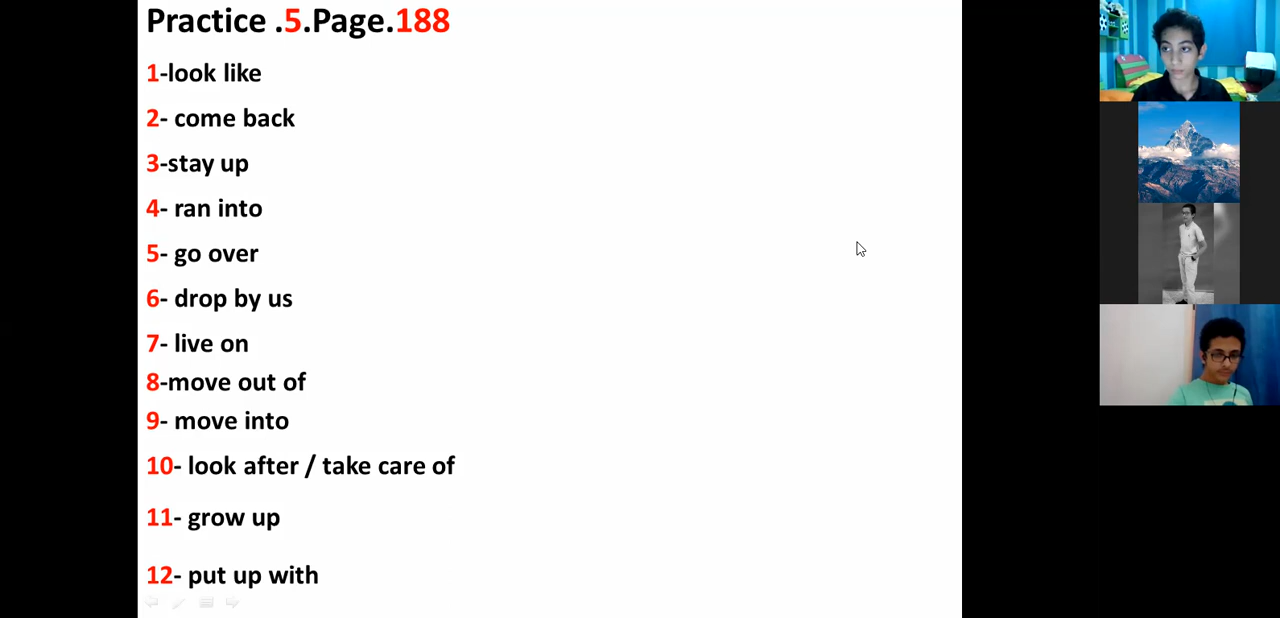 Practice .5.Page.188
1-look like
2- come back
3-stay up
4- ran into
5- go over
6- drop by us
7- live on
8-move out of
9- move into
10- look after / take care of
11- grow up
12- put up with